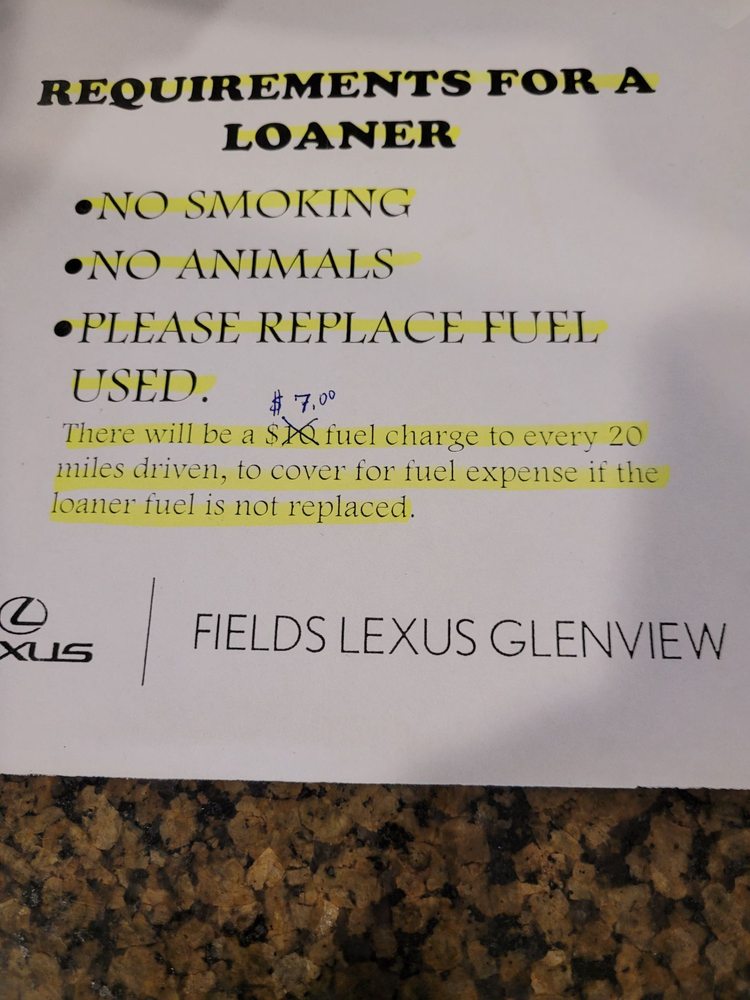 REQUIREMENTS FOR A
LOANER
•NO SMOKING
•NO ANIMALS
•PLEASE REPLACE FUEL
USED.
$ 7.00
There will be a $10 fuel charge to every 20
miles driven, to cover for fuel expense if the
loaner fuel is not replaced.
XUS
FIELDS LEXUS GLENVIEW